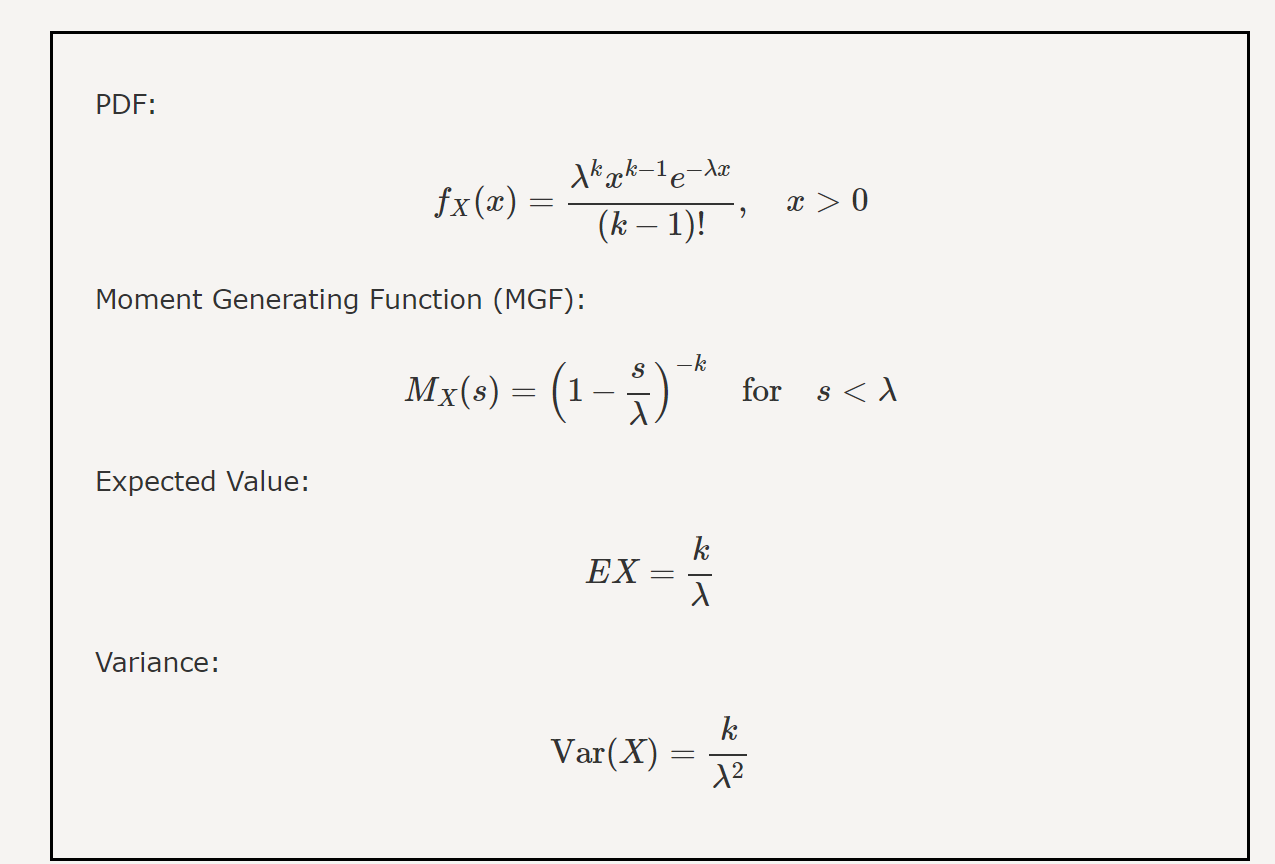 PDF:
$f_X(x) = \frac{\lambda^k x^{k-1} e^{-\lambda x}}{(k-1)!}, \quad x > 0$
Moment Generating Function (MGF):
$M_X(s) = \left(1 - \frac{s}{\lambda}\right)^{-k} \quad \text{for} \quad s < \lambda$
Expected Value:
$EX = \frac{k}{\lambda}$
Variance:
$\text{Var}(X) = \frac{k}{\lambda^2}$